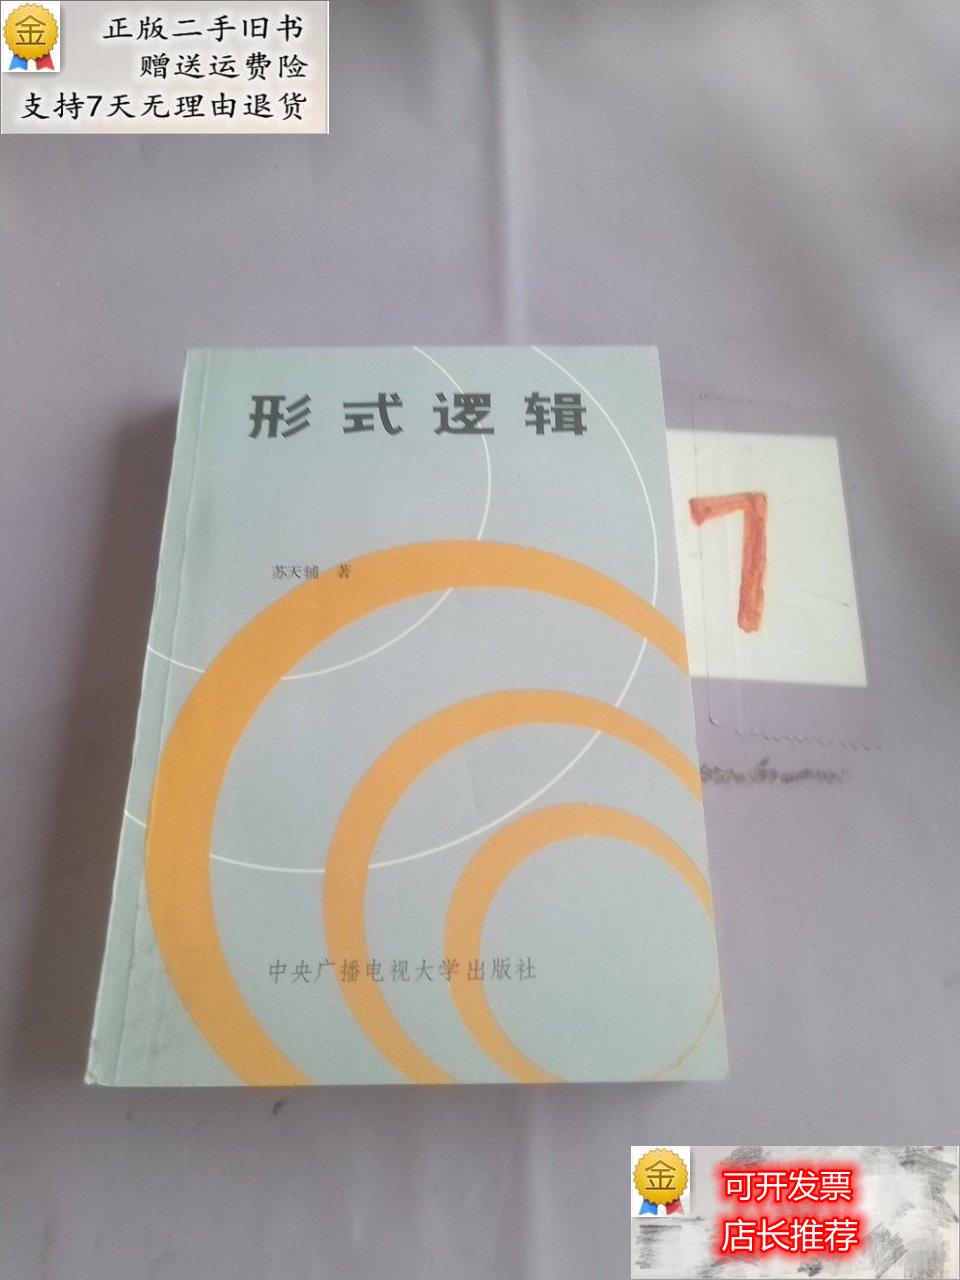 金
正版二手旧书
赠送运费险
支持7天无理由退货
形式逻辑
苏天辅 著
7
中央广播电视大学出版社
金
可开发票
店长推荐